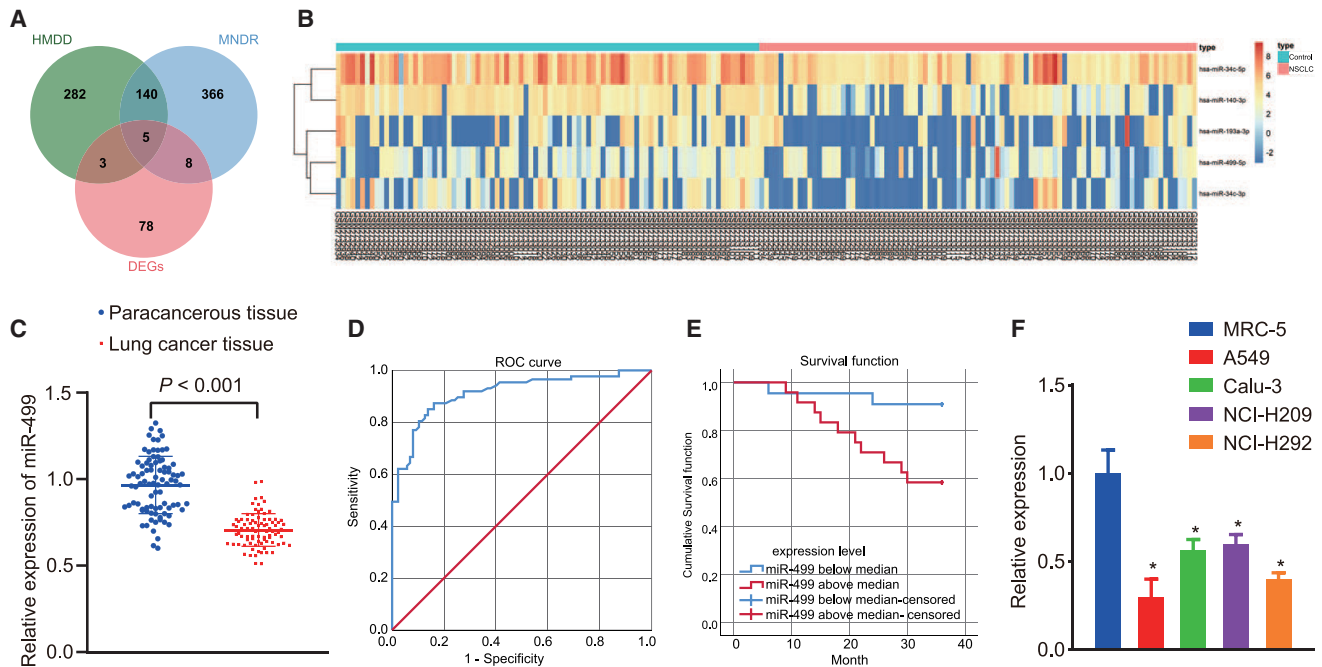 A
HMDD
MNDR
282
140
366
5
3
8
78
DEGs
B
type
hsa-miR-34c-5p
hsa-miR-140-3p
hsa-miR-193a-3p
hsa-miR-499-5p
hsa-miR-34c-3p
8
6
4
2
0
-2
type
Control
NSCLC
C
Paracancerous tissue
Lung cancer tissue
P < 0.001
Relative expression of miR-499
1.5
1.0
0.5
0.0
D
ROC curve
Sensitivity
1.0
0.8
0.6
0.4
0.2
0.0
0.0 0.2 0.4 0.6 0.8 1.0
1 - Specificity
E
Survival function
Cumulative Survival function
1.0
0.8
0.6
0.4
0.2
0.0
expression level
miR-499 below median
miR-499 above median
miR-499 below median-censored
miR-499 above median- censored
0 10 20 30 40
Month
F
MRC-5
A549
Calu-3
NCI-H209
NCI-H292
Relative expression
1.5
1.0
0.5
0.0
* * * *